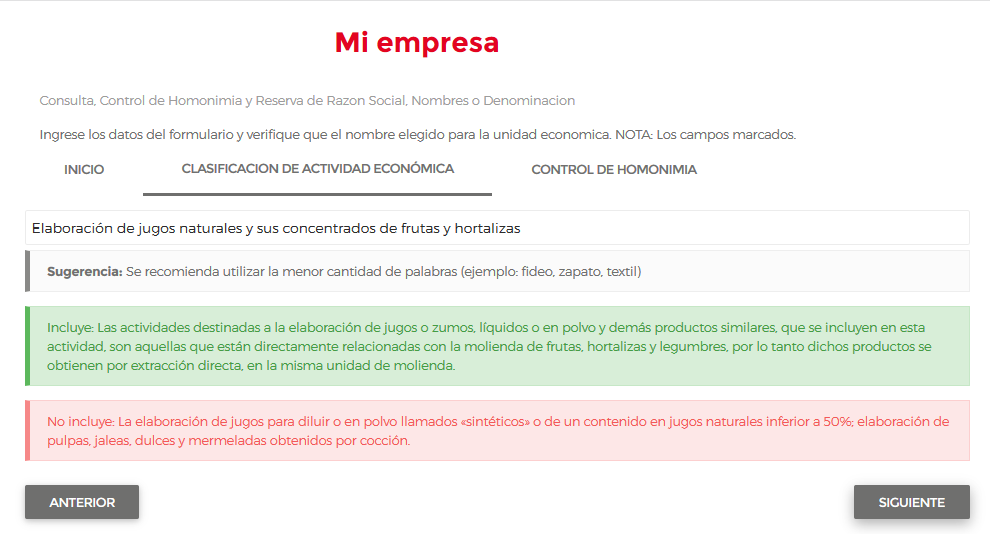 Mi empresa
Consulta, Control de Homonimia y Reserva de Razon Social, Nombres o Denominacion
Ingrese los datos del formulario y verifique que el nombre elegido para la unidad economica. NOTA: Los campos marcados.
INICIO CLASIFICACION DE ACTIVIDAD ECONÓMICA CONTROL DE HOMONIMIA
Elaboración de jugos naturales y sus concentrados de frutas y hortalizas
Sugerencia: Se recomienda utilizar la menor cantidad de palabras (ejemplo: fideo, zapato, textil)
Incluye: Las actividades destinadas a la elaboración de jugos o zumos, líquidos o en polvo y demás productos similares, que se incluyen en esta
actividad, son aquellas que están directamente relacionadas con la molienda de frutas, hortalizas y legumbres, por lo tanto dichos productos se
obtienen por extracción directa, en la misma unidad de molienda.
No incluye: La elaboración de jugos para diluir o en polvo llamados «sintéticos» o de un contenido en jugos naturales inferior a 50%; elaboración de
pulpas, jaleas, dulces y mermeladas obtenidos por cocción.
ANTERIOR SIGUIENTE